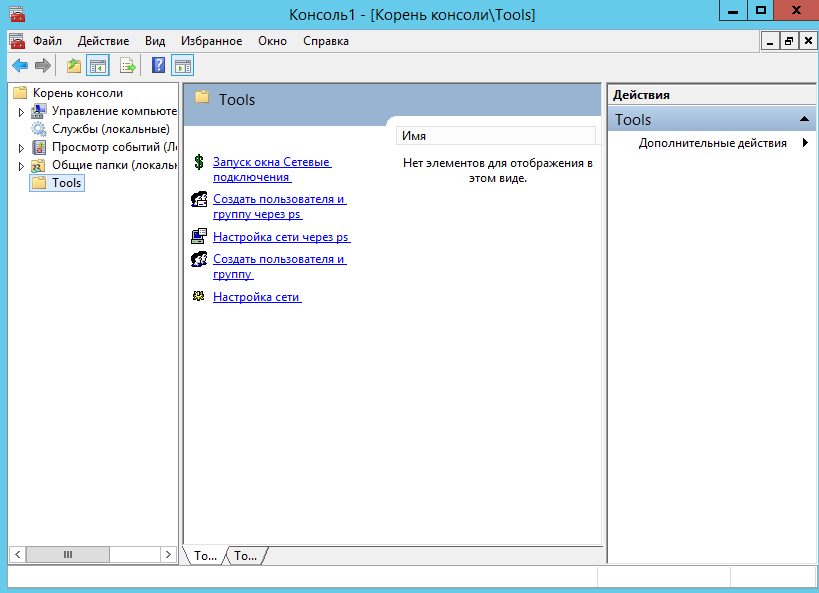 Консоль1 - [Корень консоли\Tools]
Файл Действие Вид Избранное Окно Справка
Корень консоли
Управление компьюте
Службы (локальные)
Просмотр событий (Л
Общие папки (локаль
Tools
Tools
Запуск окна Сетевые
подключения
Создать пользователя и
группу через ps
Настройка сети через ps
Создать пользователя и
группу
Настройка сети
Имя
Нет элементов для отображения в
этом виде.
То... То...
Действия
Tools
Дополнительные действия